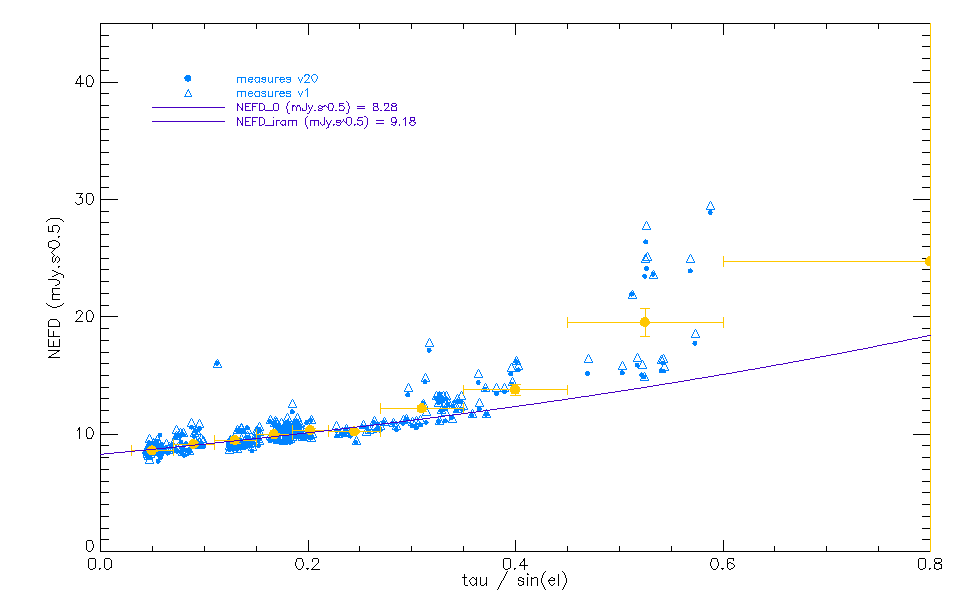 measures v20
measures v1
NEFD_0 (mJy.s^0.5) = 8.28
NEFD_iram (mJy.s^0.5) = 9.18
NEFD (mJy.s^0.5)
40
30
20
10
0
0.0 0.2 0.4 0.6 0.8
tau / sin(el)